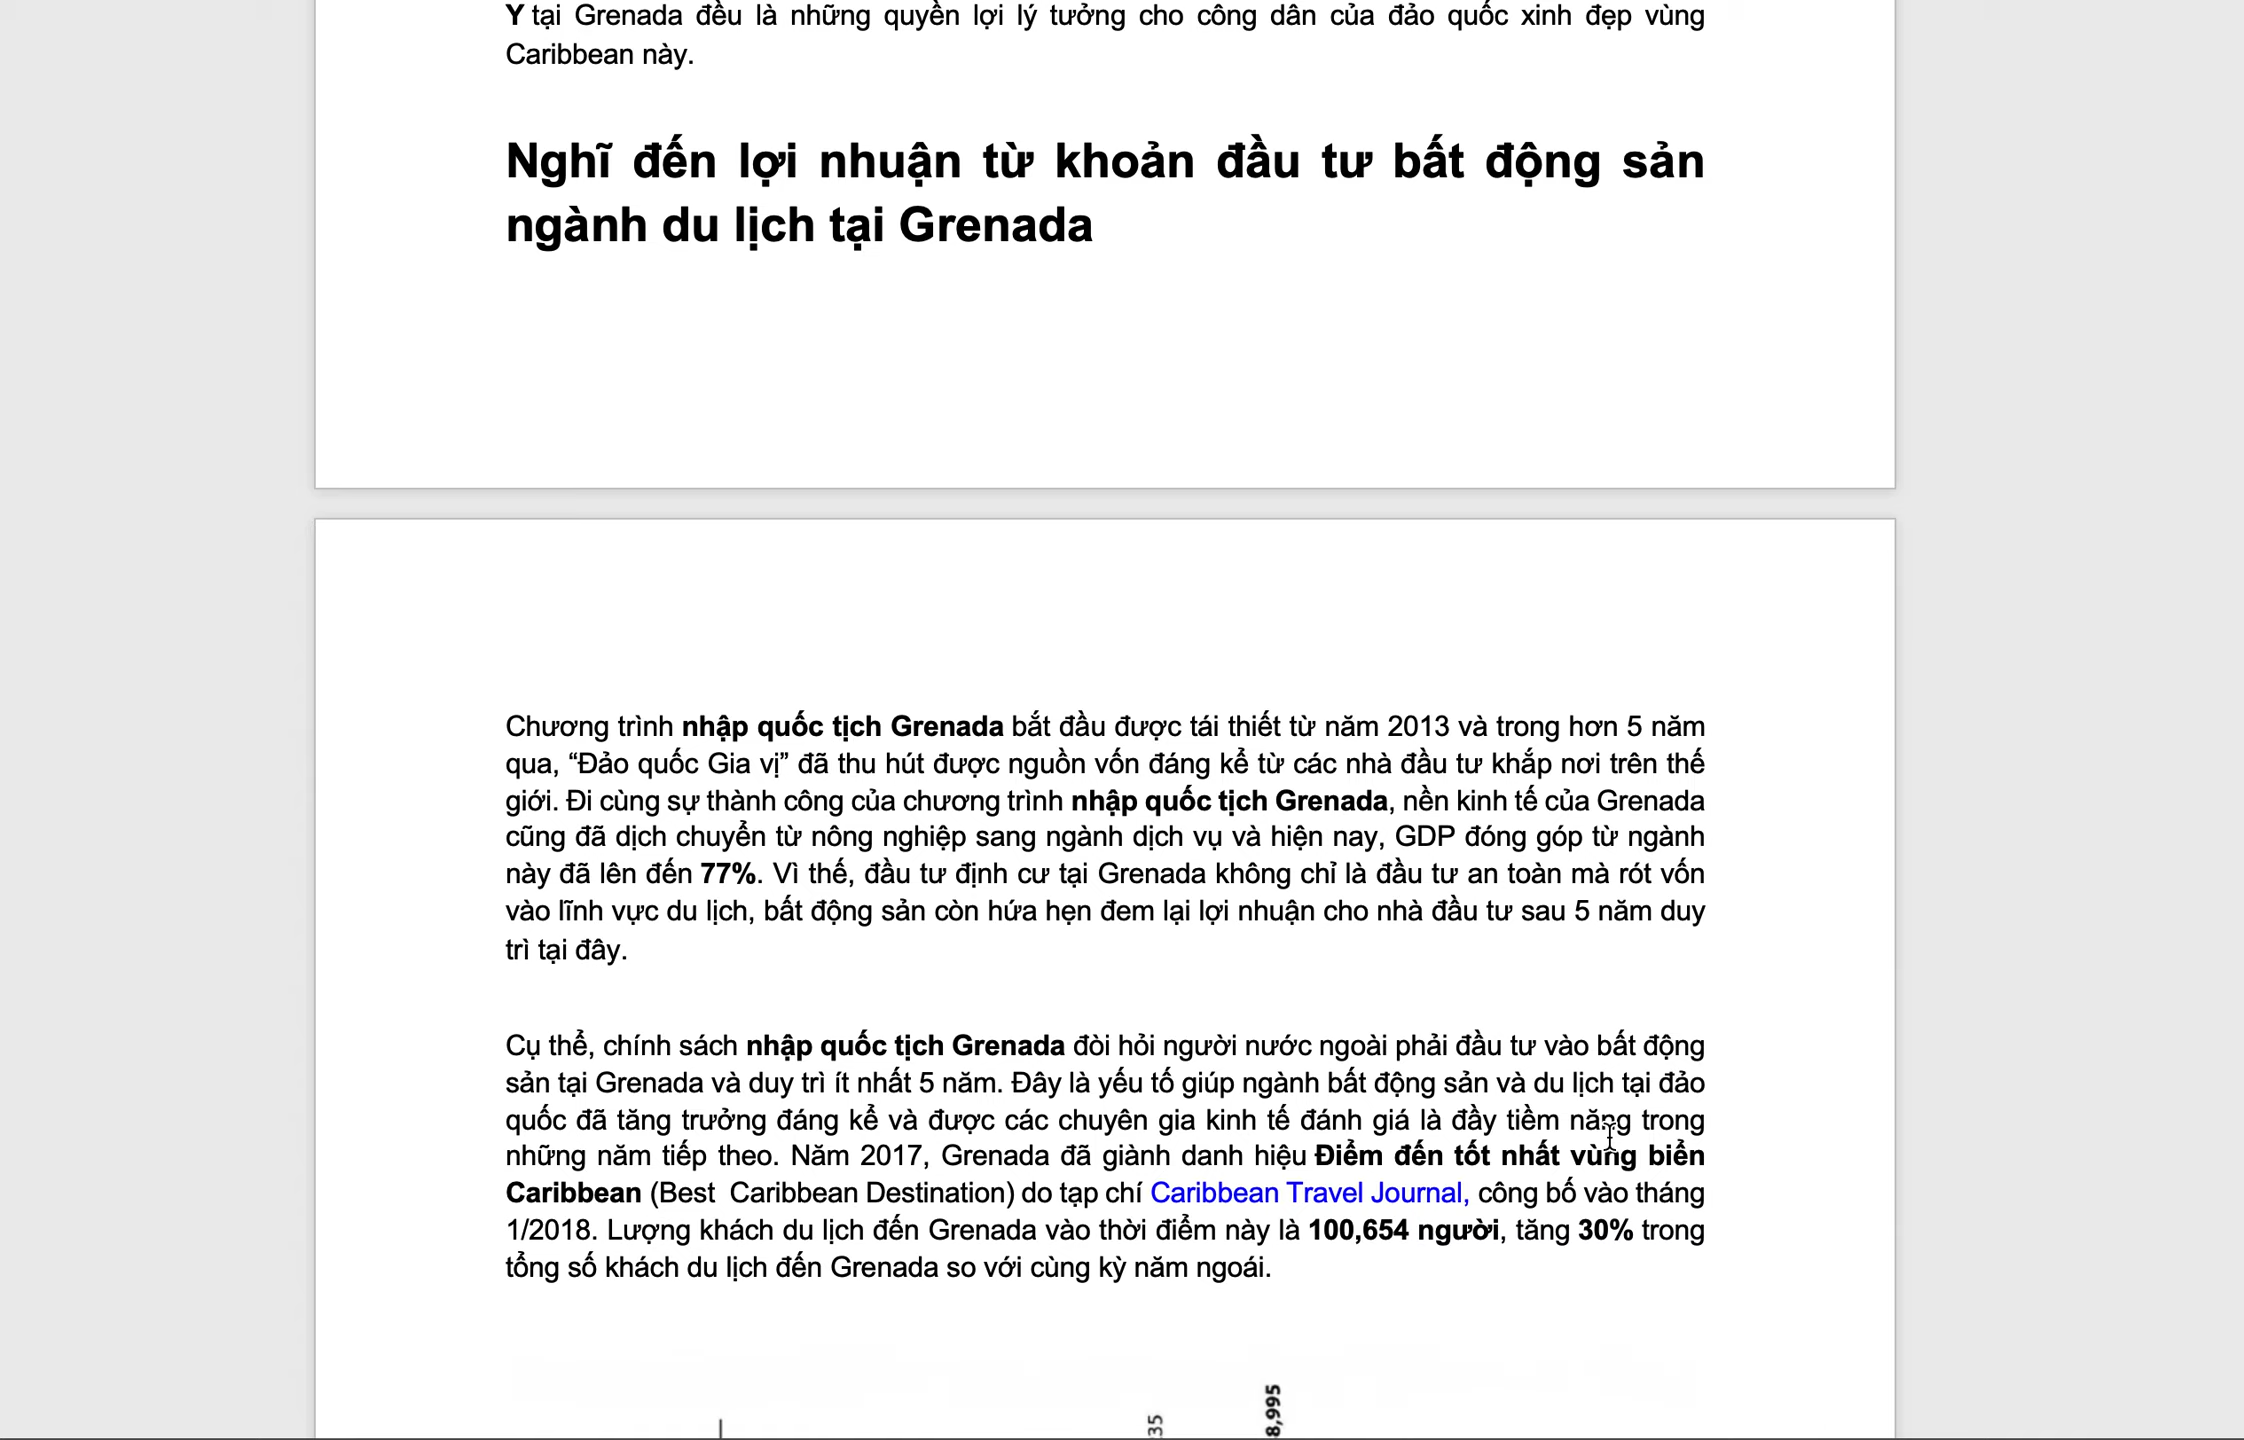 Y tại Grenada đều là những quyền lợi lý tưởng cho công dân của đảo quốc xinh đẹp vùng
Caribbean này.
Nghĩ đến lợi nhuận từ khoản đầu tư bất động sản
ngành du lịch tại Grenada
Chương trình nhập quốc tịch Grenada bắt đầu được tái thiết từ năm 2013 và trong hơn 5 năm
qua, “Đảo quốc Gia vị” đã thu hút được nguồn vốn đáng kể từ các nhà đầu tư khắp nơi trên thế
giới. Đi cùng sự thành công của chương trình nhập quốc tịch Grenada, nền kinh tế của Grenada
cũng đã dịch chuyển từ nông nghiệp sang ngành dịch vụ và hiện nay, GDP đóng góp từ ngành
này đã lên đến 77%. Vì thế, đầu tư định cư tại Grenada không chỉ là đầu tư an toàn mà rót vốn
vào lĩnh vực du lịch, bất động sản còn hứa hẹn đem lại lợi nhuận cho nhà đầu tư sau 5 năm duy
trì tại đây.
Cụ thể, chính sách nhập quốc tịch Grenada đòi hỏi người nước ngoài phải đầu tư vào bất động
sản tại Grenada và duy trì ít nhất 5 năm. Đây là yếu tố giúp ngành bất động sản và du lịch tại đảo
quốc đã tăng trưởng đáng kể và được các chuyên gia kinh tế đánh giá là đầy tiềm năng trong
những năm tiếp theo. Năm 2017, Grenada đã giành danh hiệu Điểm đến tốt nhất vùng biển
Caribbean (Best  Caribbean Destination) do tạp chí Caribbean Travel Journal, công bố vào tháng
1/2018. Lượng khách du lịch đến Grenada vào thời điểm này là 100,654 người, tăng 30% trong
tổng số khách du lịch đến Grenada so với cùng kỳ năm ngoái.
35
8,995